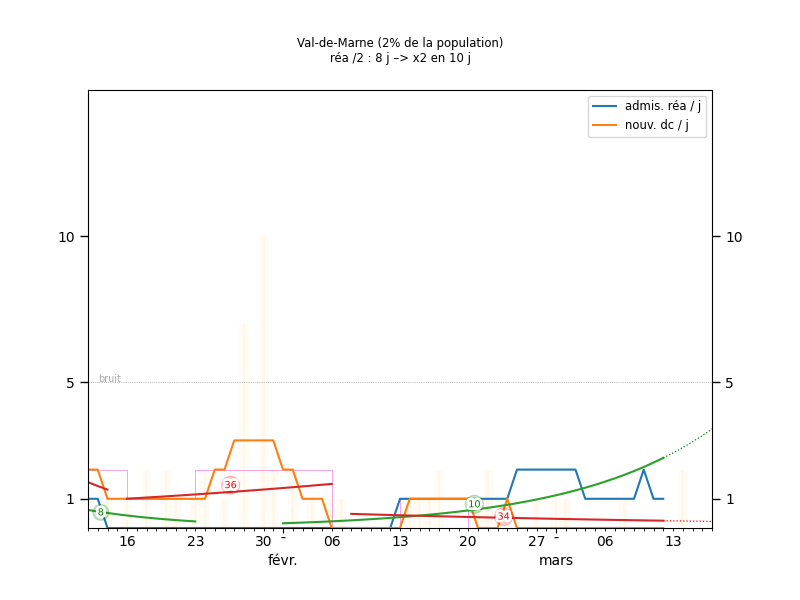 Val-de-Marne (2% de la population)
réa /2 : 8 j –> x2 en 10 j
admis. réa / j
nouv. dc / j
10 10
bruit
5 5
36
10
8
34
1 1
16 23 30 - 06 13 20 27 - 06 13
févr. mars